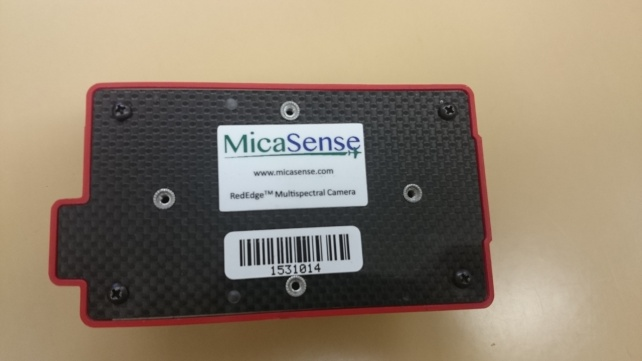 MicaSense
www.micasense.com
RedEdge™ Multispectral Camera
1531014